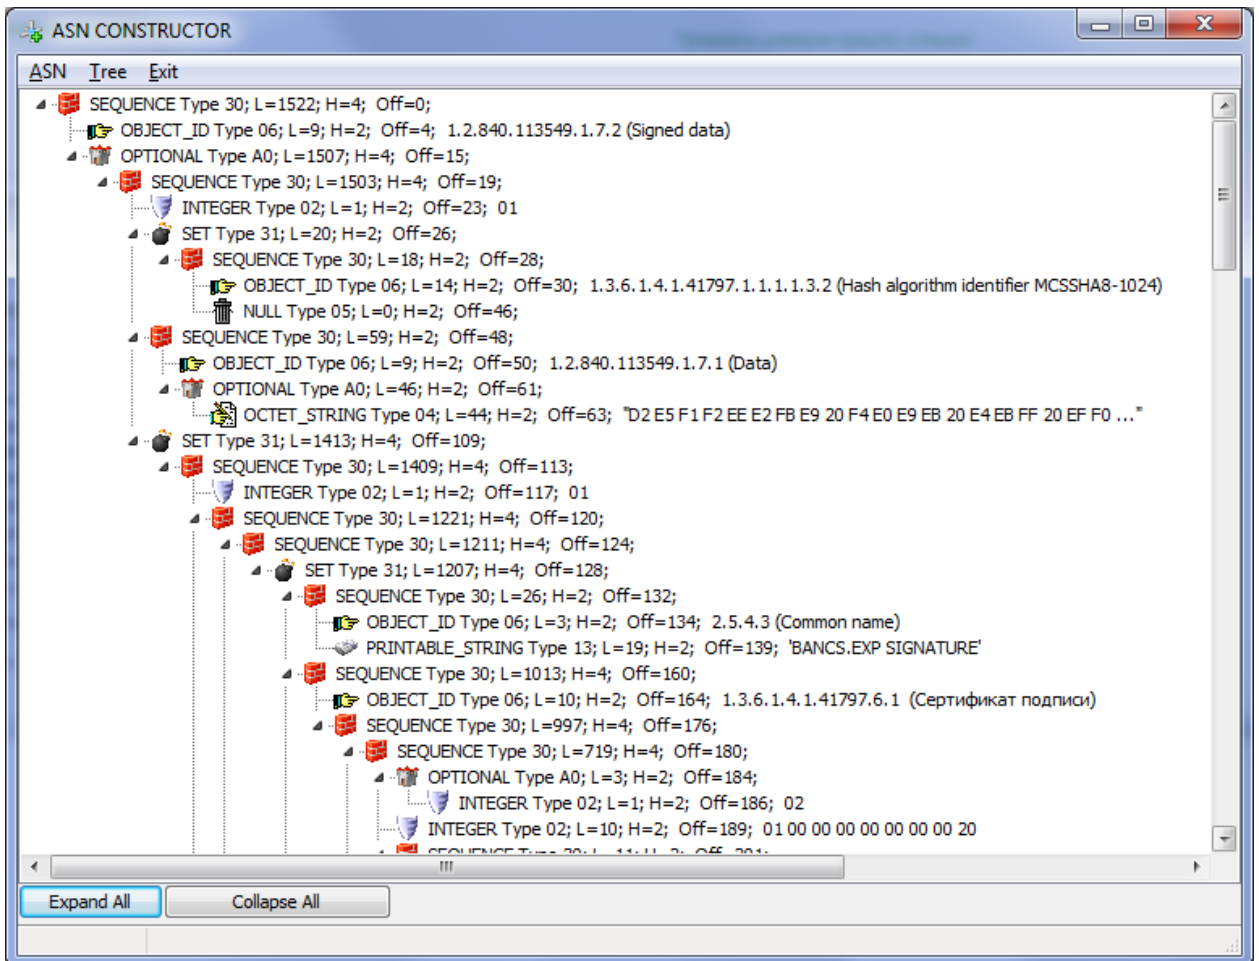 ASN CONSTRUCTOR
ASN Tree Exit
SEQUENCE Type 30; L=1522; H=4; Off=0;
OBJECT_ID Type 06; L=9; H=2; Off=4; 1.2.840.113549.1.7.2 (Signed data)
OPTIONAL Type A0; L=1507; H=4; Off=15;
SEQUENCE Type 30; L=1503; H=4; Off=19;
INTEGER Type 02; L=1; H=2; Off=23; 01
SET Type 31; L=20; H=2; Off=26;
SEQUENCE Type 30; L=18; H=2; Off=28;
OBJECT_ID Type 06; L=14; H=2; Off=30; 1.3.6.1.4.1.41797.1.1.1.1.3.2 (Hash algorithm identifier MCSSHA8-1024)
NULL Type 05; L=0; H=2; Off=46;
SEQUENCE Type 30; L=59; H=2; Off=48;
OBJECT_ID Type 06; L=9; H=2; Off=50; 1.2.840.113549.1.7.1 (Data)
OPTIONAL Type A0; L=46; H=2; Off=61;
OCTET_STRING Type 04; L=44; H=2; Off=63; "D2 E5 F1 F2 EE E2 FB E9 20 F4 E0 E9 EB 20 E4 EB FF 20 EF F0 ..."
SET Type 31; L=1413; H=4; Off=109;
SEQUENCE Type 30; L=1409; H=4; Off=113;
INTEGER Type 02; L=1; H=2; Off=117; 01
SEQUENCE Type 30; L=1221; H=4; Off=120;
SEQUENCE Type 30; L=1211; H=4; Off=124;
SET Type 31; L=1207; H=4; Off=128;
SEQUENCE Type 30; L=26; H=2; Off=132;
OBJECT_ID Type 06; L=3; H=2; Off=134; 2.5.4.3 (Common name)
PRINTABLE_STRING Type 13; L=19; H=2; Off=139; 'BANCS.EXP SIGNATURE'
SEQUENCE Type 30; L=1013; H=4; Off=160;
OBJECT_ID Type 06; L=10; H=2; Off=164; 1.3.6.1.4.1.41797.6.1 (Сертификат подписи)
SEQUENCE Type 30; L=997; H=4; Off=176;
SEQUENCE Type 30; L=719; H=4; Off=180;
OPTIONAL Type A0; L=3; H=2; Off=184;
INTEGER Type 02; L=1; H=2; Off=186; 02
INTEGER Type 02; L=10; H=2; Off=189; 01 00 00 00 00 00 00 00 20
Expand All Collapse All